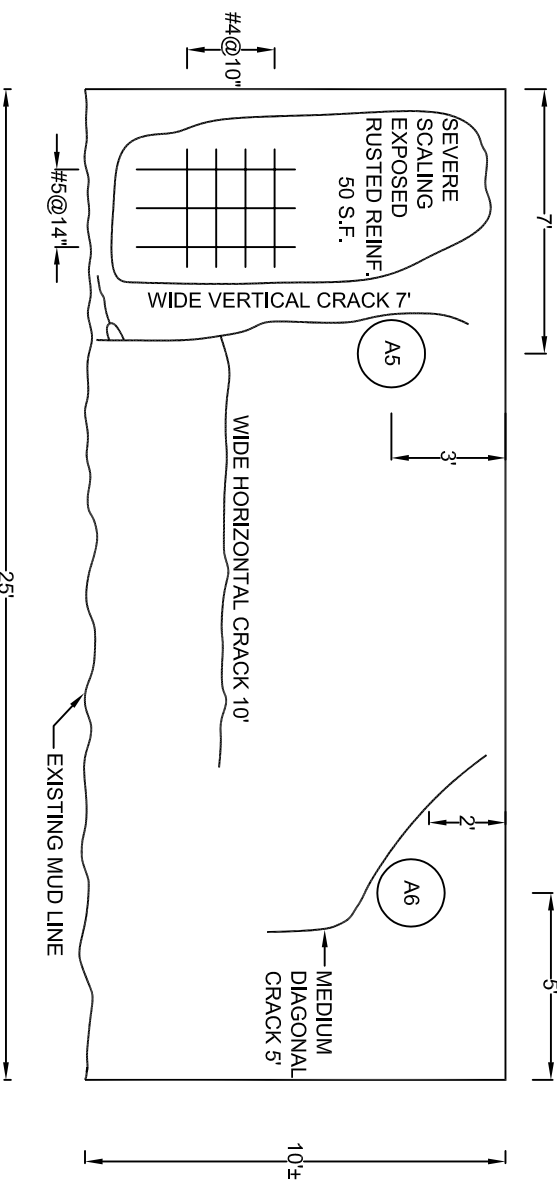 7'
5'
SEVERE
SCALING
EXPOSED
RUSTED REINF.
50 S.F.
#4@10"
#5@14"
WIDE VERTICAL CRACK 7'
A5
3'
WIDE HORIZONTAL CRACK 10'
2'
A6
MEDIUM
DIAGONAL
CRACK 5'
EXISTING MUD LINE
10'±
25'